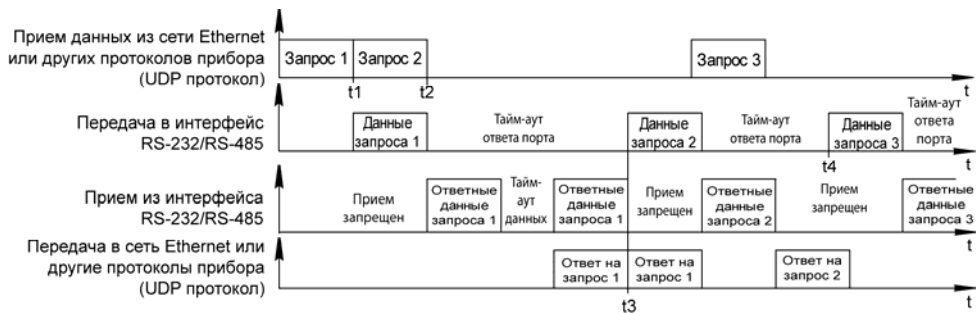 Прием данных из сети Ethernet
или других протоколов прибора
(UDP протокол)
Запрос 1
Запрос 2
Запрос 3
t1
t2
t
Передача в интерфейс
RS-232/RS-485
Данные
запроса 1
Тайм-аут
ответа порта
Данные
запроса 2
Тайм-аут
ответа порта
Данные
запроса 3
Тайм-аут
ответа
порта
t4
t
Прием из интерфейса
RS-232/RS-485
Прием
запрещен
Ответные
данные
запроса 1
Тайм-
аут
данных
Ответные
данные
запроса 1
Прием
запрещен
Ответные
данные
запроса 2
Прием
запрещен
Ответные
данные
запроса 3
t
Передача в сеть Ethernet или
другие протоколы прибора
(UDP протокол)
Ответ на
запрос 1
Ответ на
запрос 1
Ответ на
запрос 2
t3
t